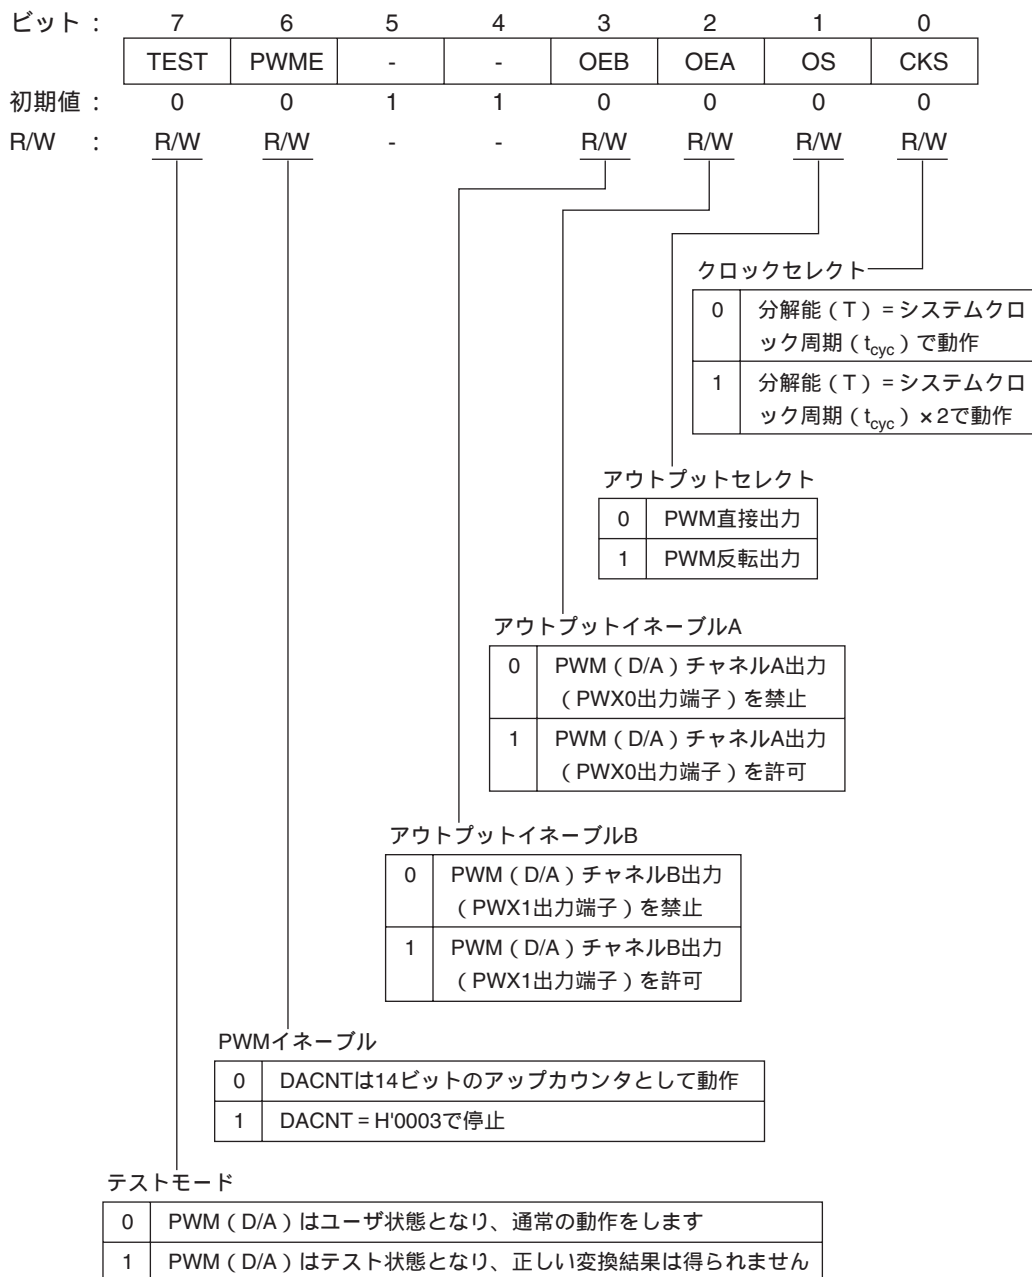 ビット： 7 6 5 4 3 2 1 0
TEST PWME - - OEB OEA OS CKS
初期値： 0 0 1 1 0 0 0 0
R/W ： R/W R/W - - R/W R/W R/W R/W
クロックセレクト
0 分解能（T）=システムクロ
ック周期（tcyc）で動作
1 分解能（T）=システムクロ
ック周期（tcyc）×2で動作
アウトプットセレクト
0 PWM直接出力
1 PWM反転出力
アウトプットイネーブルA
0 PWM（D/A）チャネルA出力
（PWX0出力端子）を禁止
1 PWM（D/A）チャネルA出力
（PWX0出力端子）を許可
アウトプットイネーブルB
0 PWM（D/A）チャネルB出力
（PWX1出力端子）を禁止
1 PWM（D/A）チャネルB出力
（PWX1出力端子）を許可
PWMイネーブル
0 DACNTは14ビットのアップカウンタとして動作
1 DACNT = H'0003で停止
テストモード
0 PWM（D/A）はユーザ状態となり、通常の動作をします
1 PWM（D/A）はテスト状態となり、正しい変換結果は得られません